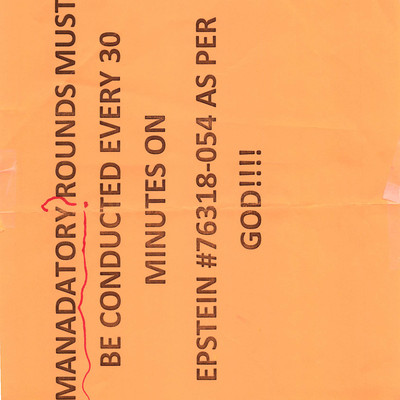 MANADATORY ROUNDS MUST
BE CONDUCTED EVERY 30
MINUTES ON
EPSTEIN #76318-054 AS PER
GOD!!!!